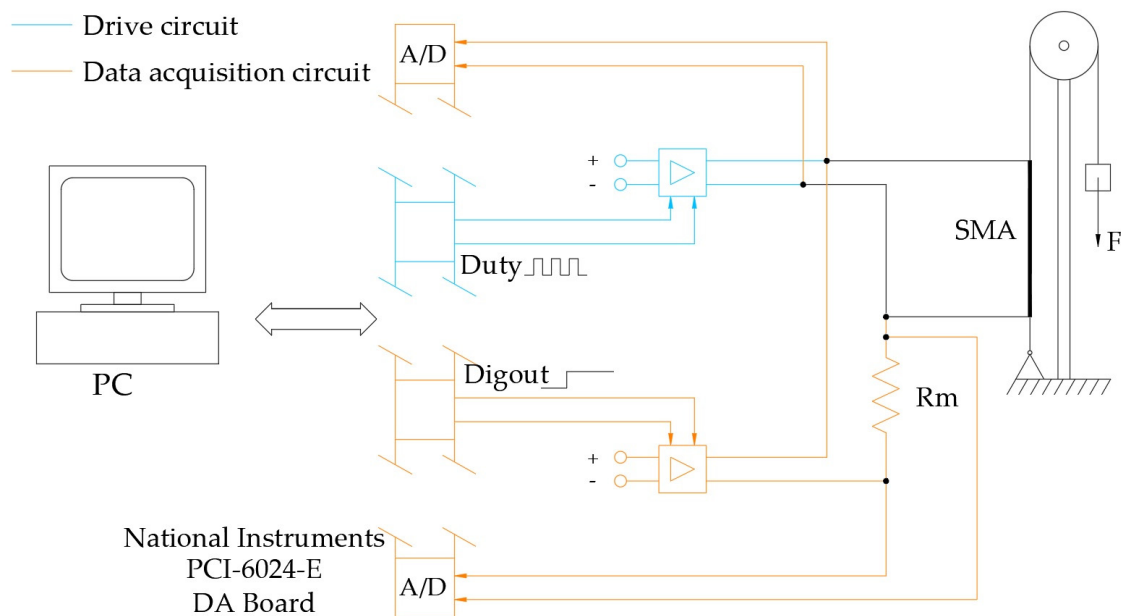 Drive circuit
Data acquisition circuit
A/D
+
-
Duty
SMA
F
PC
Digout
Rm
+
-
National Instruments
PCI-6024-E
DA Board
A/D